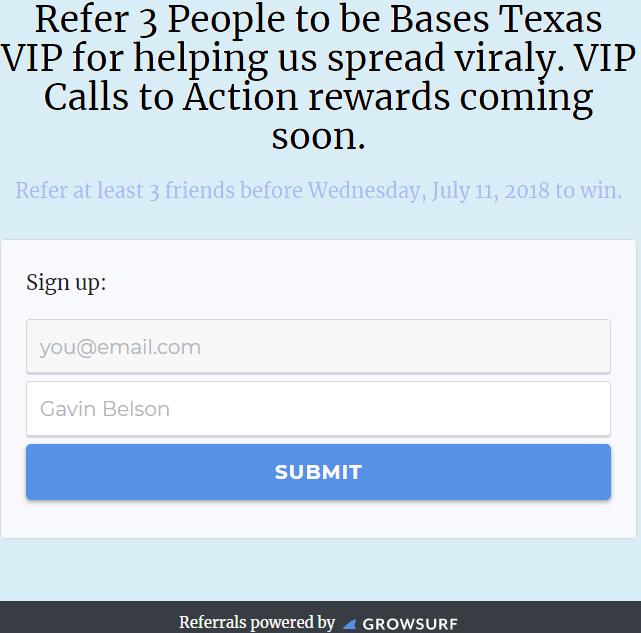 Refer 3 People to be Bases Texas
VIP for helping us spread viraly. VIP
Calls to Action rewards coming
soon.
Refer at least 3 friends before Wednesday, July 11, 2018 to win.
Sign up:
you@email.com
Gavin Belson
SUBMIT
Referrals powered by GROWSURF